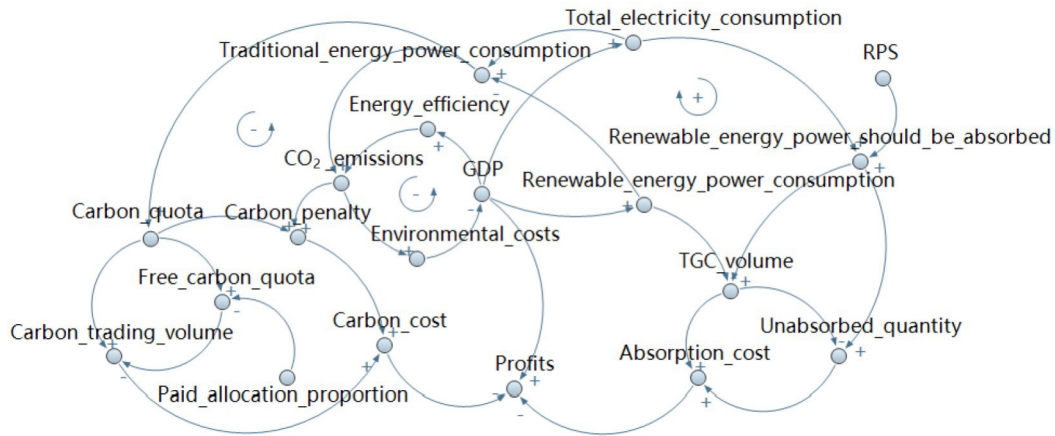 Total_electricity_consumption
Traditional_energy_power_consumption
RPS
Energy_efficiency
Renewable_energy_power_should_be_absorbed
CO₂_emissions
GDP
Renewable_energy_power_consumption
Carbon_quota
Carbon_penalty
Environmental_costs
TGC_volume
Free_carbon_quota
Carbon_trading_volume
Carbon_cost
Unabsorbed_quantity
Absorption_cost
Profits
Paid_allocation_proportion